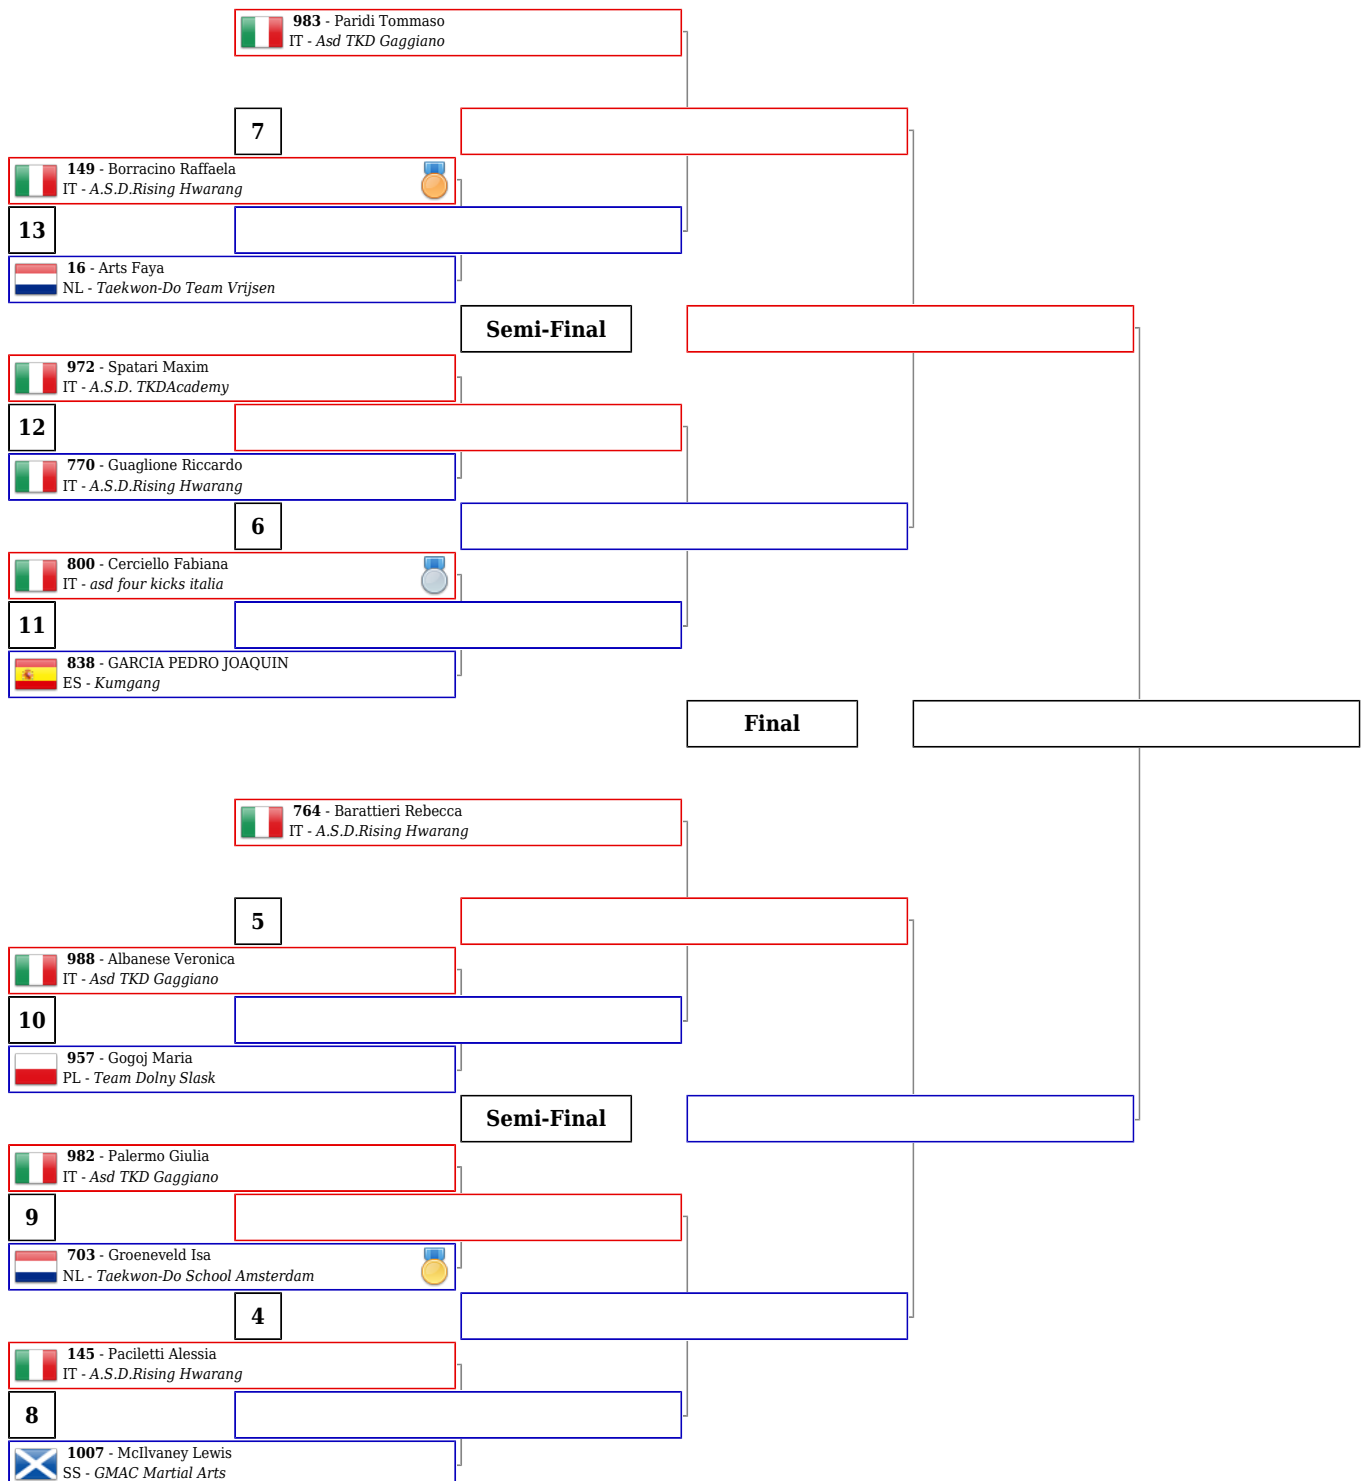 983 - Paridi Tommaso
IT - Asd TKD Gaggiano
7
149 - Borracino Raffaela
IT - A.S.D.Rising Hwarang
13
16 - Arts Faya
NL - Taekwon-Do Team Vrijsen
Semi-Final
972 - Spatari Maxim
IT - A.S.D. TKDAcademy
12
770 - Guaglione Riccardo
IT - A.S.D.Rising Hwarang
6
800 - Cerciello Fabiana
IT - asd four kicks italia
11
838 - GARCIA PEDRO JOAQUIN
ES - Kumgang
Final
764 - Barattieri Rebecca
IT - A.S.D.Rising Hwarang
5
988 - Albanese Veronica
IT - Asd TKD Gaggiano
10
957 - Gogoj Maria
PL - Team Dolny Slask
Semi-Final
982 - Palermo Giulia
IT - Asd TKD Gaggiano
9
703 - Groeneveld Isa
NL - Taekwon-Do School Amsterdam
4
145 - Paciletti Alessia
IT - A.S.D.Rising Hwarang
8
1007 - McIlvaney Lewis
SS - GMAC Martial Arts